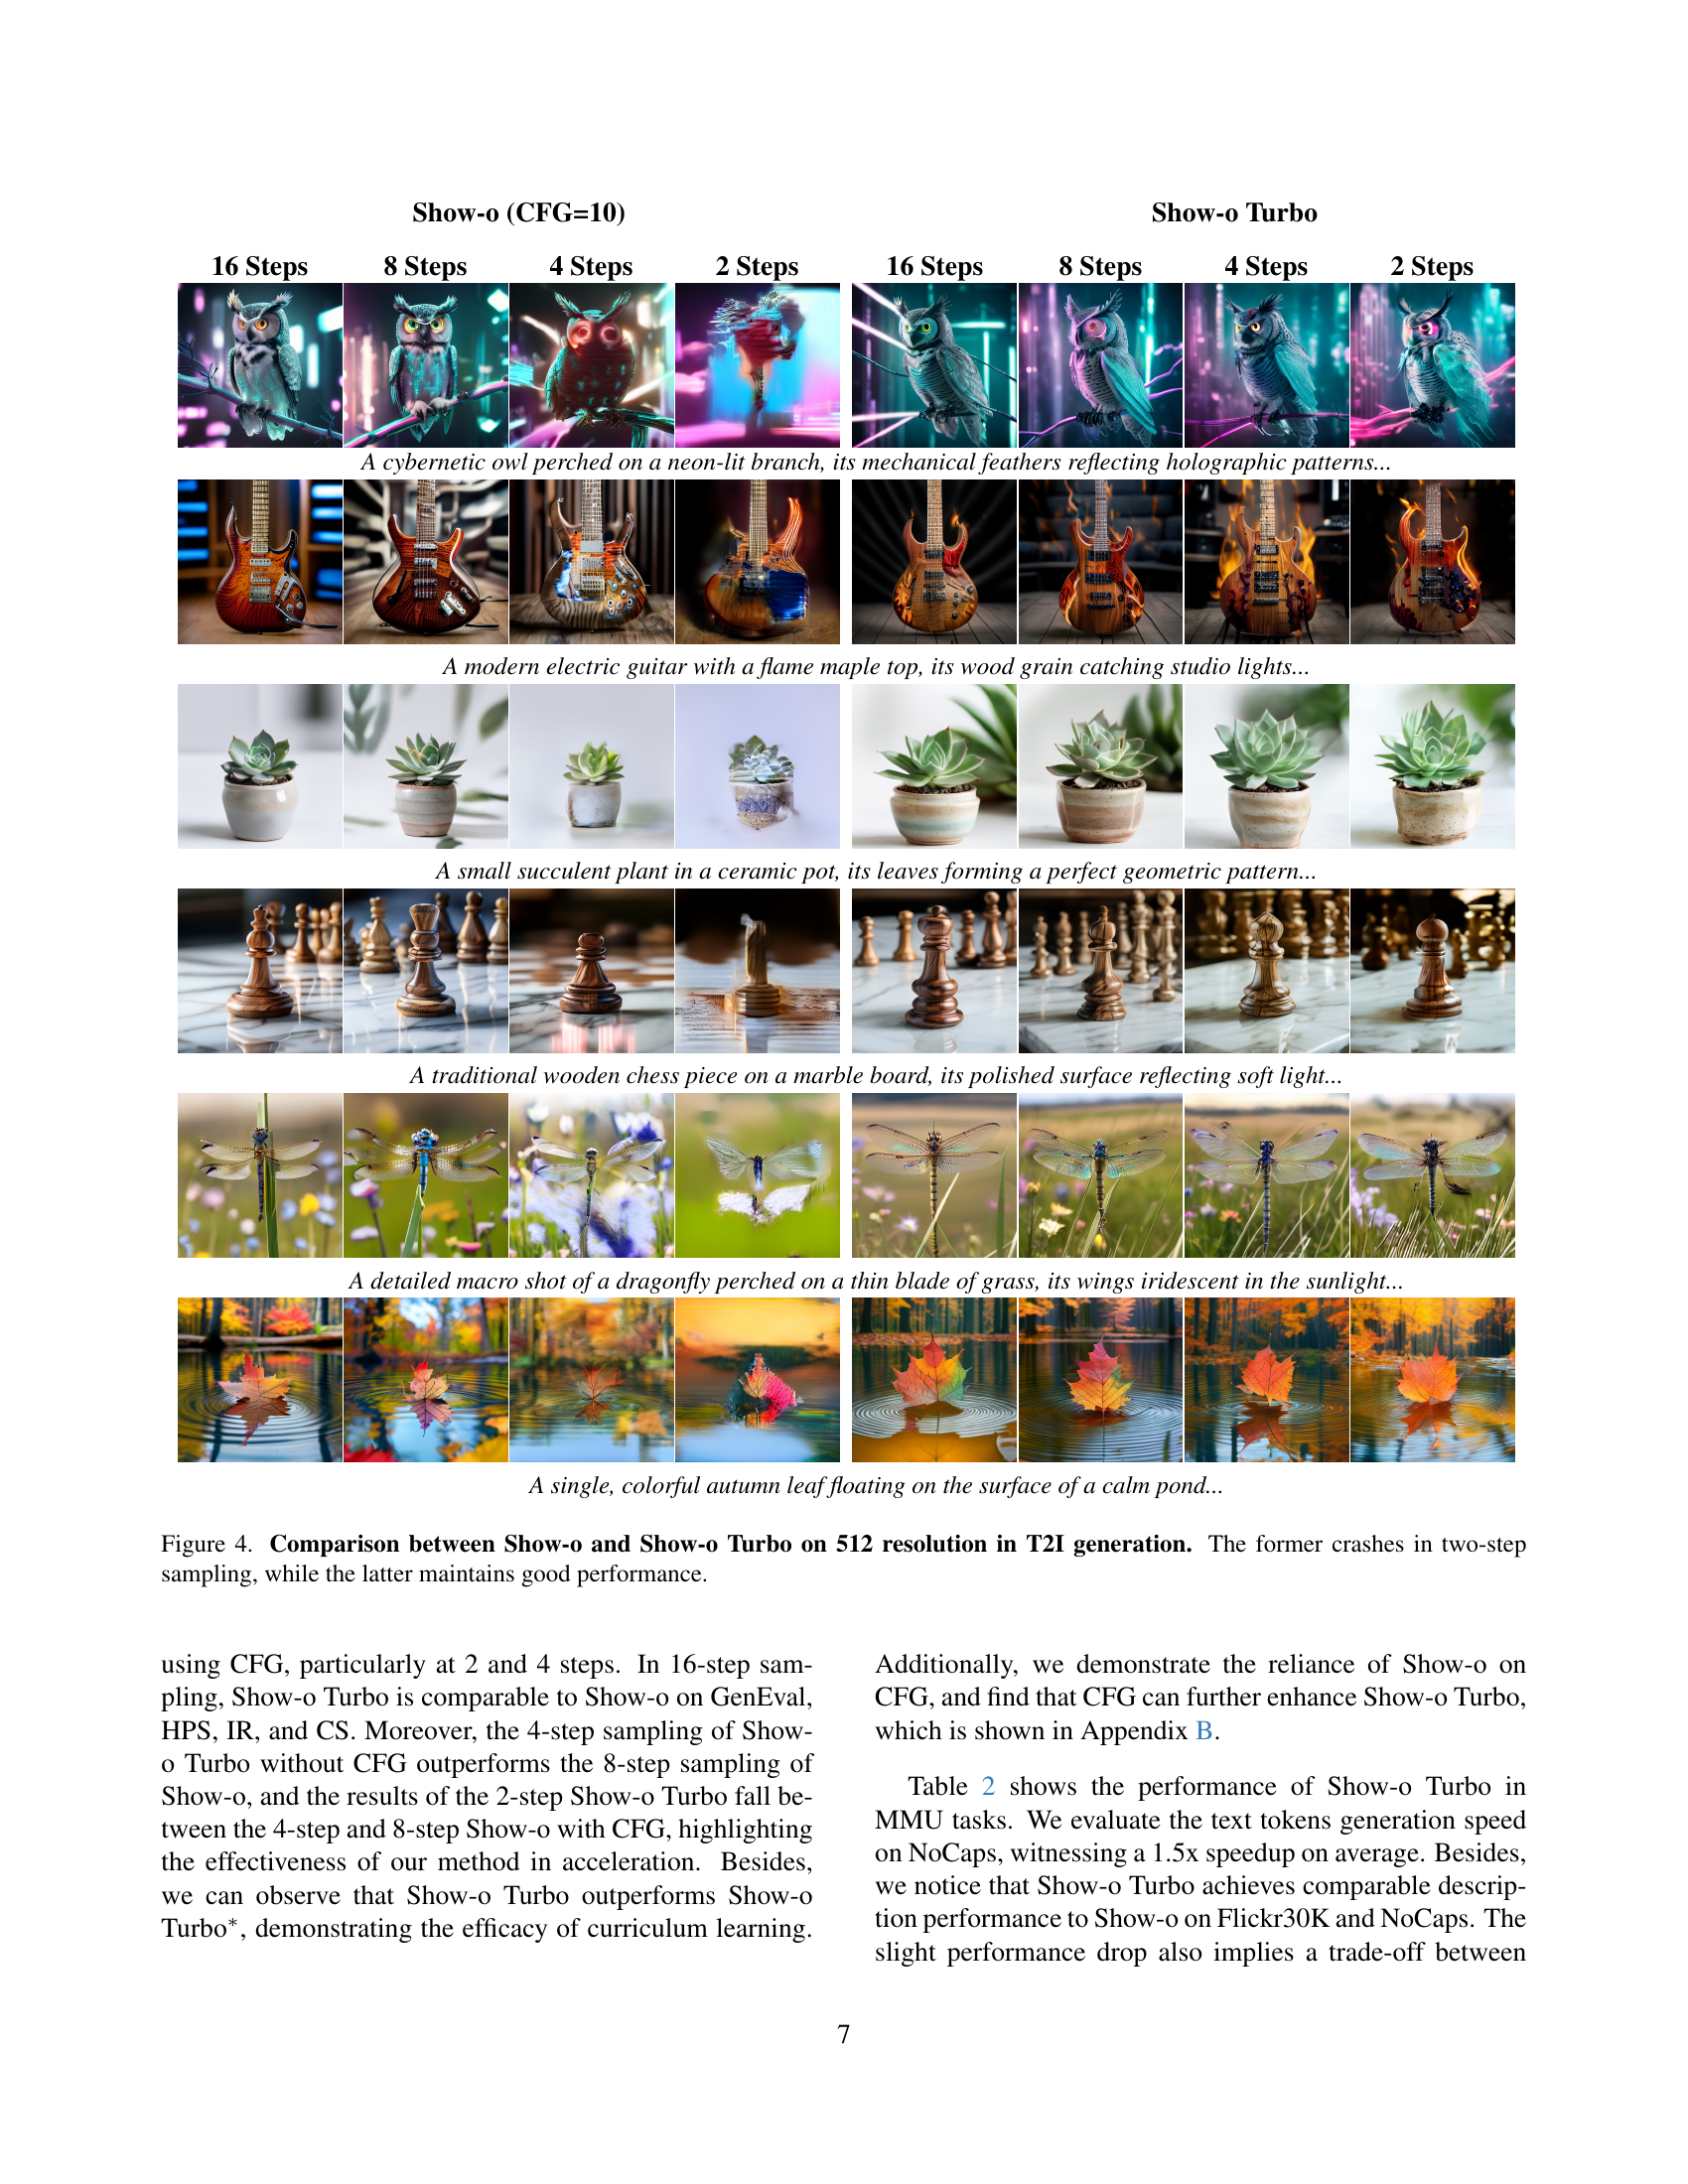 Show-o (CFG=10)
Show-o Turbo
16 Steps
8 Steps
4 Steps
2 Steps
16 Steps
8 Steps
4 Steps
2 Steps
A cybernetic owl perched on a neon-lit branch, its mechanical feathers reflecting holographic patterns...
A modern electric guitar with a flame maple top, its wood grain catching studio lights...
A small succulent plant in a ceramic pot, its leaves forming a perfect geometric pattern...
A traditional wooden chess piece on a marble board, its polished surface reflecting soft light...
A detailed macro shot of a dragonfly perched on a thin blade of grass, its wings iridescent in the sunlight...
A single, colorful autumn leaf floating on the surface of a calm pond...
Figure 4. Comparison between Show-o and Show-o Turbo on 512 resolution in T2I generation. The former crashes in two-step
sampling, while the latter maintains good performance.
using CFG, particularly at 2 and 4 steps. In 16-step sam-
pling, Show-o Turbo is comparable to Show-o on GenEval,
HPS, IR, and CS. Moreover, the 4-step sampling of Show-
o Turbo without CFG outperforms the 8-step sampling of
Show-o, and the results of the 2-step Show-o Turbo fall be-
tween the 4-step and 8-step Show-o with CFG, highlighting
the effectiveness of our method in acceleration. Besides,
we can observe that Show-o Turbo outperforms Show-o
Turbo*, demonstrating the efficacy of curriculum learning.
Additionally, we demonstrate the reliance of Show-o on
CFG, and find that CFG can further enhance Show-o Turbo,
which is shown in Appendix B.
Table 2 shows the performance of Show-o Turbo in
MMU tasks. We evaluate the text tokens generation speed
on NoCaps, witnessing a 1.5x speedup on average. Besides,
we notice that Show-o Turbo achieves comparable descrip-
tion performance to Show-o on Flickr30K and NoCaps. The
slight performance drop also implies a trade-off between
7